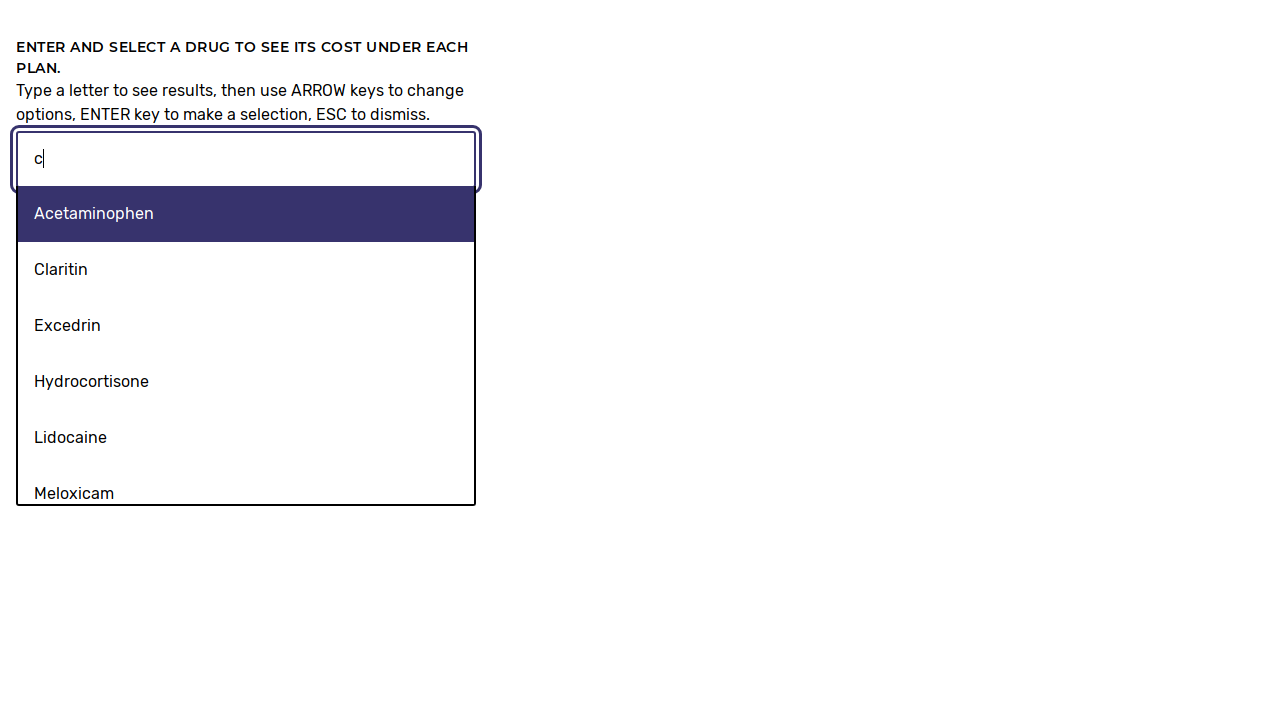 ENTER AND SELECT A DRUG TO SEE ITS COST UNDER EACH
PLAN.
Type a letter to see results, then use ARROW keys to change
options, ENTER key to make a selection, ESC to dismiss.
c
Acetaminophen
Claritin
Excedrin
Hydrocortisone
Lidocaine
Meloxicam